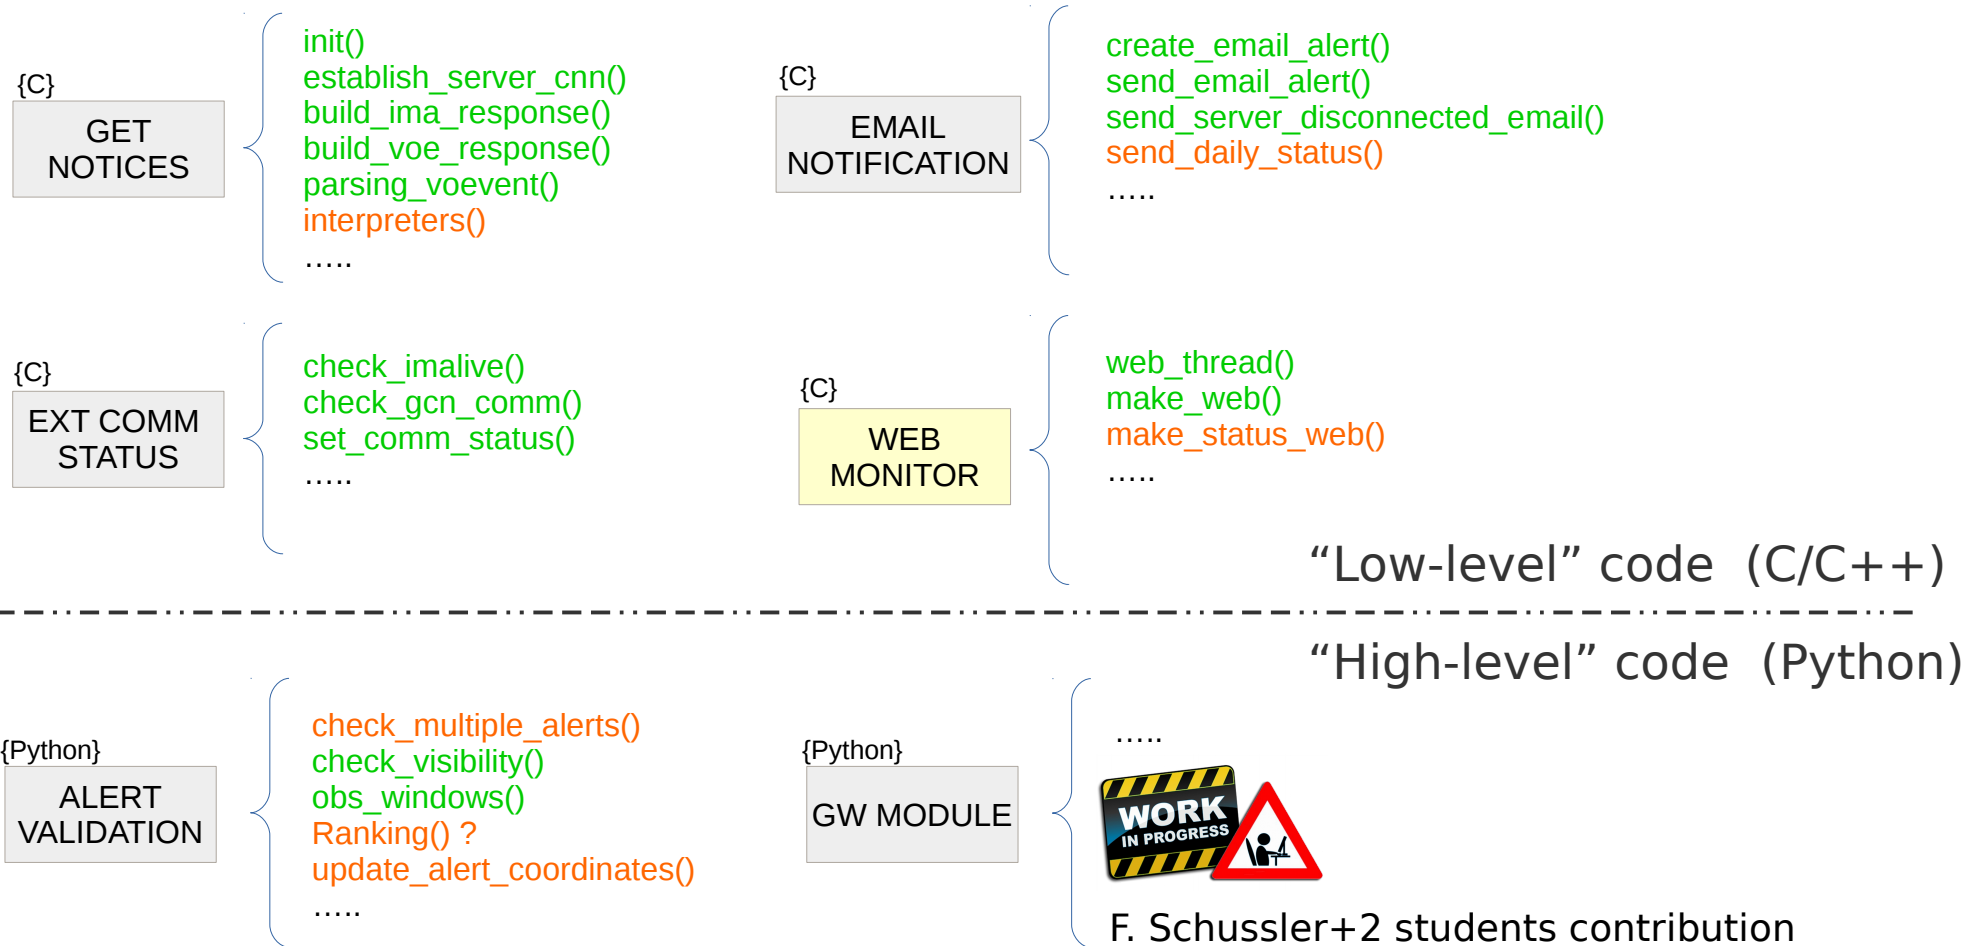 {C}
GET
NOTICES
init()
establish_server_cnn()
build_ima_response()
build_voe_response()
parsing_voevent()
interpreters()
…..
{C}
EMAIL
NOTIFICATION
create_email_alert()
send_email_alert()
send_server_disconnected_email()
send_daily_status()
…..
{C}
EXT COMM
STATUS
check_imalive()
check_gcn_comm()
set_comm_status()
…..
{C}
WEB
MONITOR
web_thread()
make_web()
make_status_web()
…..
“Low-level” code (C/C++)
“High-level” code (Python)
{Python}
ALERT
VALIDATION
check_multiple_alerts()
check_visibility()
obs_windows()
Ranking() ?
update_alert_coordinates()
…..
{Python}
GW MODULE
…..
WORK
IN PROGRESS
F. Schussler+2 students contribution